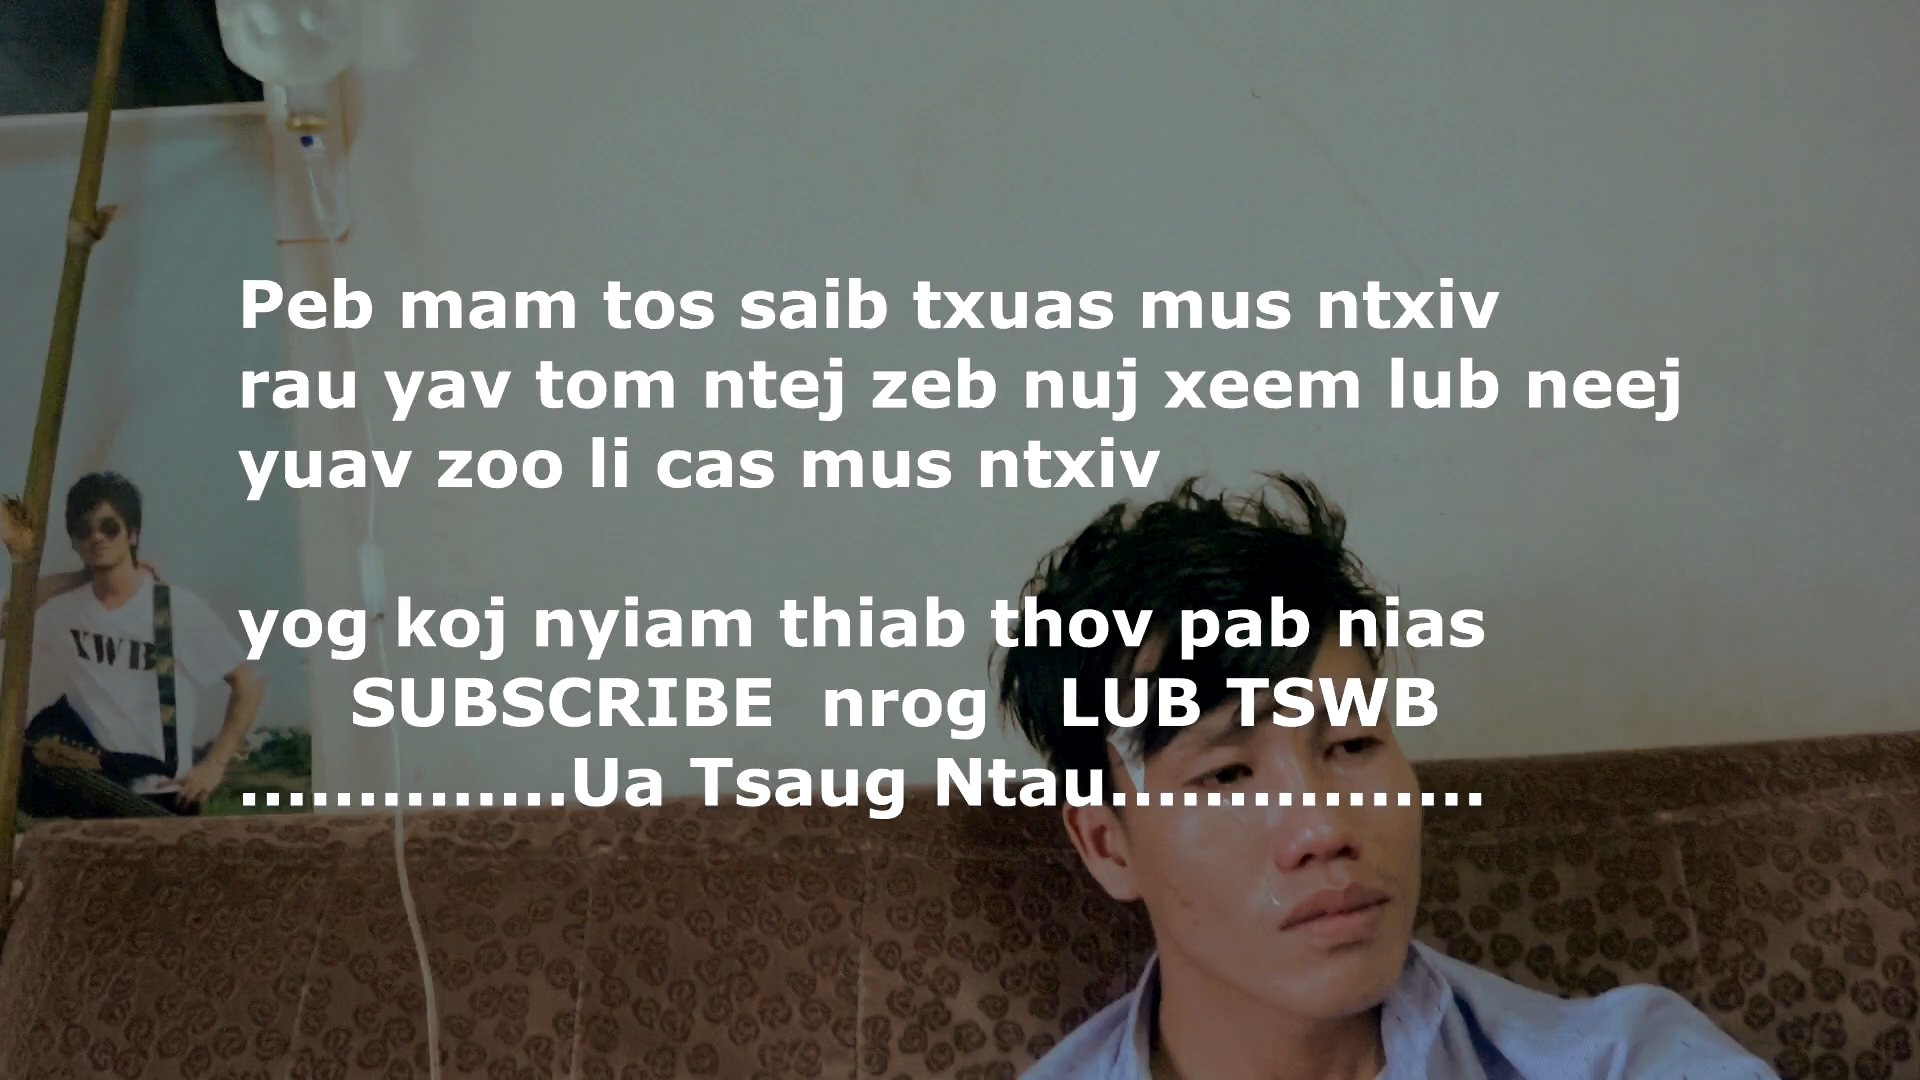 Peb mam tos saib txuas mus ntxiv
rau yav tom ntej zeb nuj xeem lub neej
yuav zoo li cas mus ntxiv
yog koj nyiam thiab thov pab nias
SUBSCRIBE nrog LUB TSWB
..............Ua Tsaug Ntau................
XWB